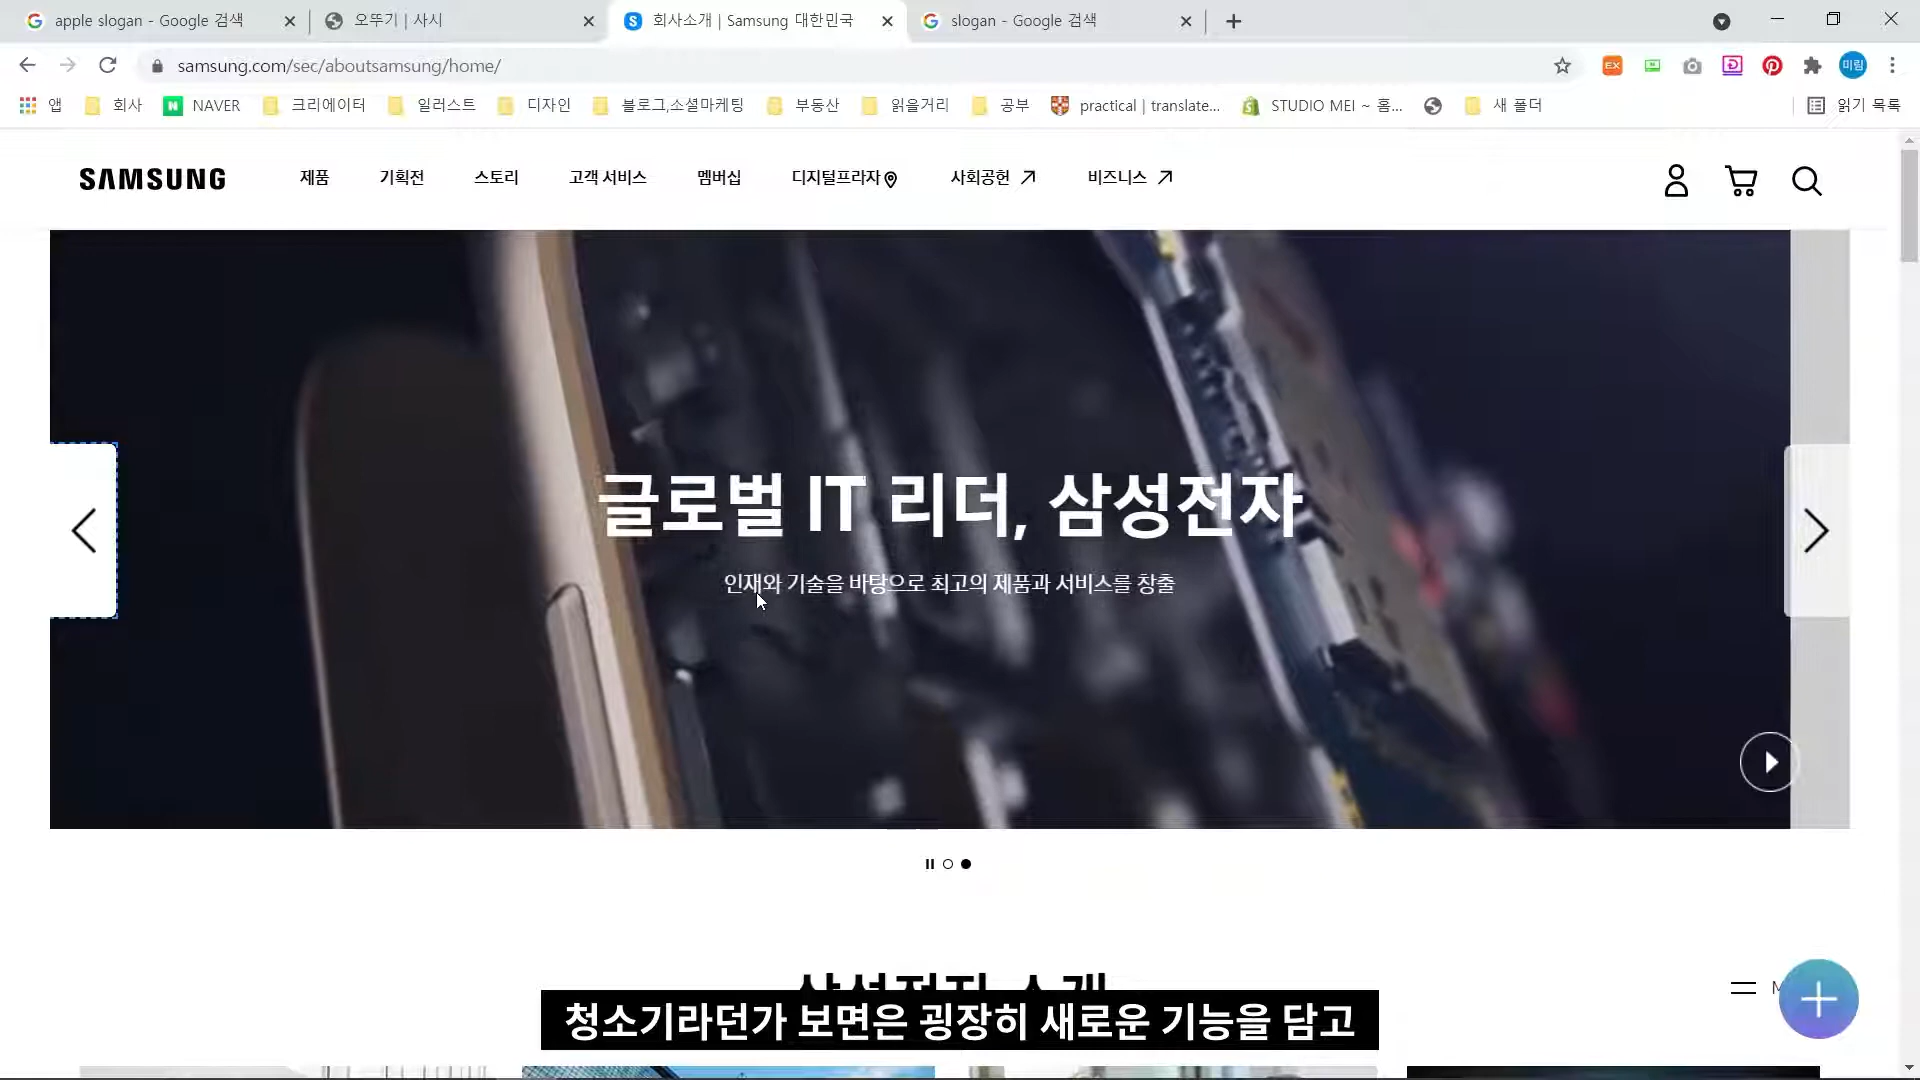 apple slogan - Google 검색
오뚜기 | 사시
회사소개 | Samsung 대한민국
slogan - Google 검색
samsung.com/sec/aboutsamsung/home/
EX
미림
앱
회사
N NAVER
크리에이터
일러스트
디자인
블로그,소셜마케팅
부동산
읽을거리
공부
practical | translate...
STUDIO MEI ~ 홈...
새 폴더
읽기 목록
SAMSUNG
제품
기획전
스토리
고객 서비스
멤버십
디지털프라자
사회공헌
비즈니스
글로벌 IT 리더, 삼성전자
인재와 기술을 바탕으로 최고의 제품과 서비스를 창출
삼성전자 소개
청소기라던가 보면은 굉장히 새로운 기능을 담고